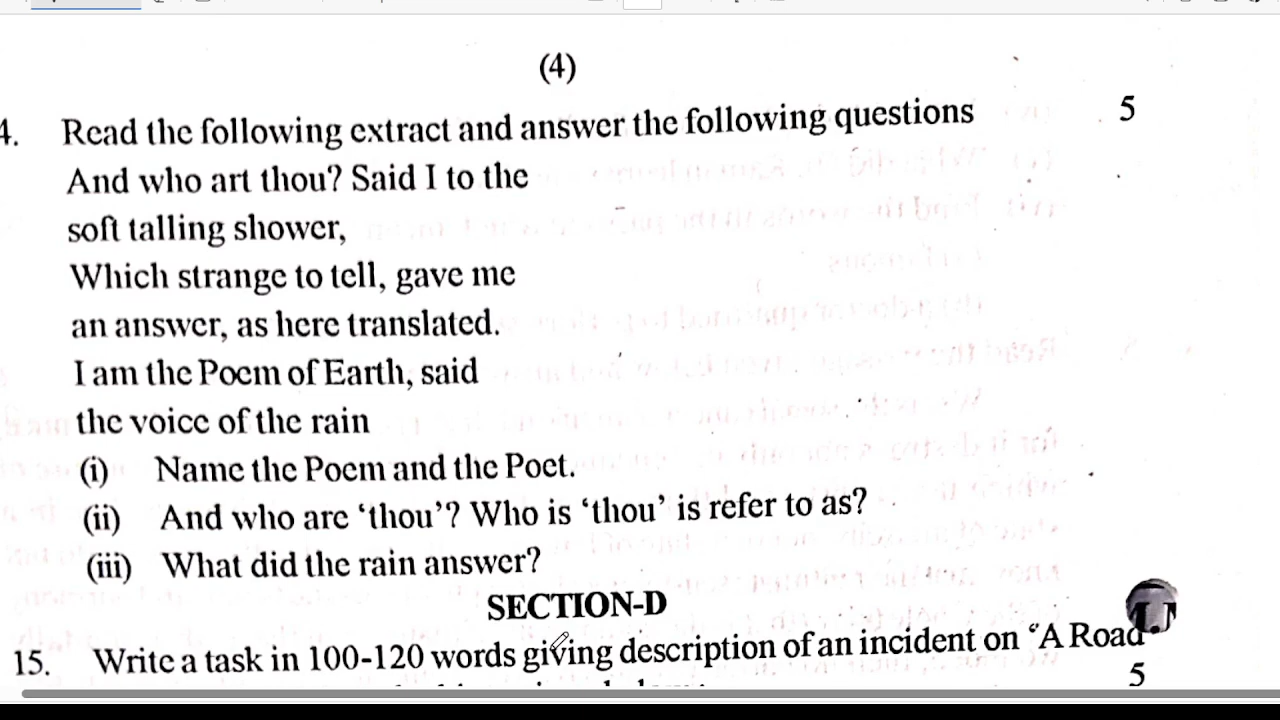 (4)
4. Read the following extract and answer the following questions 5
And who art thou? Said I to the
soft talling shower,
Which strange to tell, gave me
an answer, as here translated.
I am the Poem of Earth, said
the voice of the rain
(i) Name the Poem and the Poet.
(ii) And who are ‘thou’? Who is ‘thou’ is refer to as?
(iii) What did the rain answer?
SECTION-D
15. Write a task in 100-120 words giving description of an incident on “A Road
5